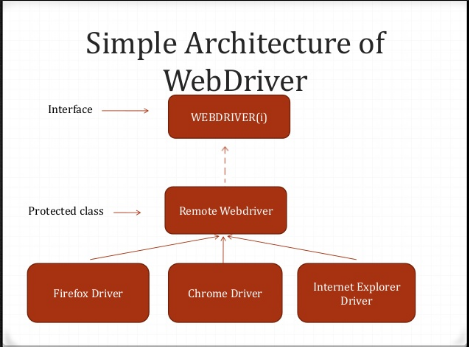 Simple Architecture of
WebDriver
Interface
WEBDRIVER(i)
Protected class
Remote Webdriver
Firefox Driver
Chrome Driver
Internet Explorer
Driver